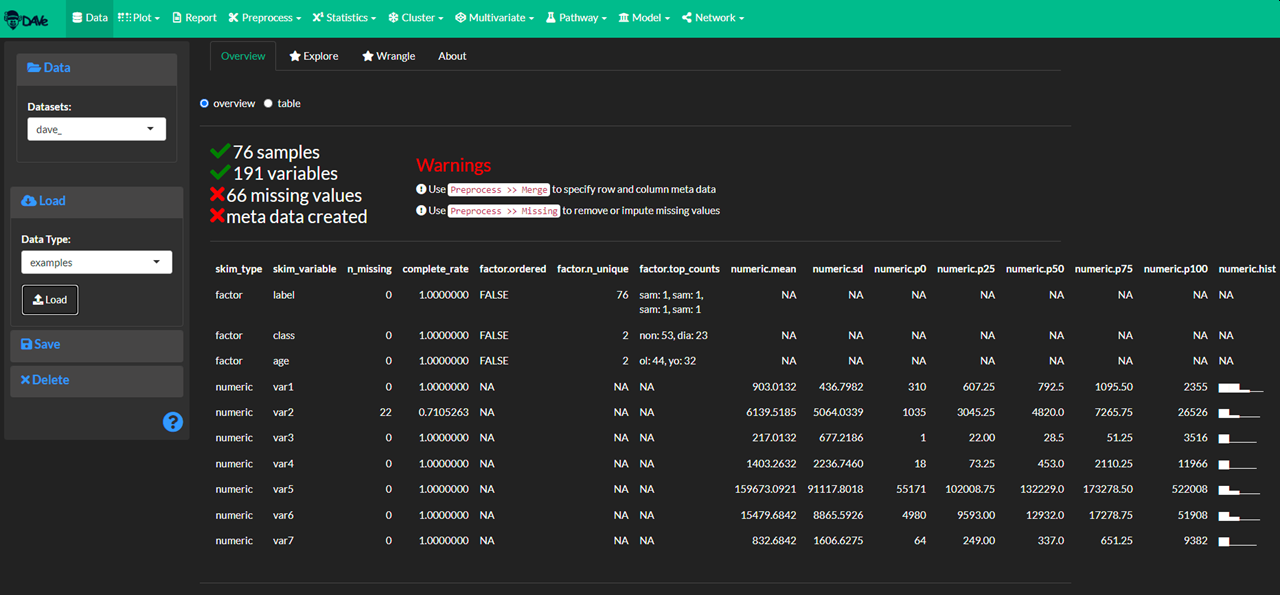 DAVe Data Plot Report Preprocess Statistics Cluster Multivariate Pathway Model Network
Data
Datasets:
dave_
Load
Data Type:
examples
Load
Save
Delete
?
Overview Explore Wrangle About
overview table
76 samples
191 variables
66 missing values
meta data created
Warnings
Use Preprocess >> Merge to specify row and column meta data
Use Preprocess >> Missing to remove or impute missing values
skim_type skim_variable n_missing complete_rate factor.ordered factor.n_unique factor.top_counts numeric.mean numeric.sd numeric.p0 numeric.p25 numeric.p50 numeric.p75 numeric.p100 numeric.hist
factor label 0 1.0000000 FALSE 76 sam: 1, sam: 1, NA NA NA NA NA NA NA NA
sam: 1, sam: 1
factor class 0 1.0000000 FALSE 2 non: 53, dia: 23 NA NA NA NA NA NA NA NA
factor age 0 1.0000000 FALSE 2 ol: 44, yo: 32 NA NA NA NA NA NA NA NA
numeric var1 0 1.0000000 NA NA NA 903.0132 436.7982 310 607.25 792.5 1095.50 2355
numeric var2 22 0.7105263 NA NA NA 6139.5185 5064.0339 1035 3045.25 4820.0 7265.75 26526
numeric var3 0 1.0000000 NA NA NA 217.0132 677.2186 1 22.00 28.5 51.25 3516
numeric var4 0 1.0000000 NA NA NA 1403.2632 2236.7460 18 73.25 453.0 2110.25 11966
numeric var5 0 1.0000000 NA NA NA 159673.0921 91117.8018 55171 102008.75 132229.0 173278.50 522008
numeric var6 0 1.0000000 NA NA NA 15479.6842 8865.5926 4980 9593.00 12932.0 17278.75 51908
numeric var7 0 1.0000000 NA NA NA 832.6842 1606.6275 64 249.00 337.0 651.25 9382